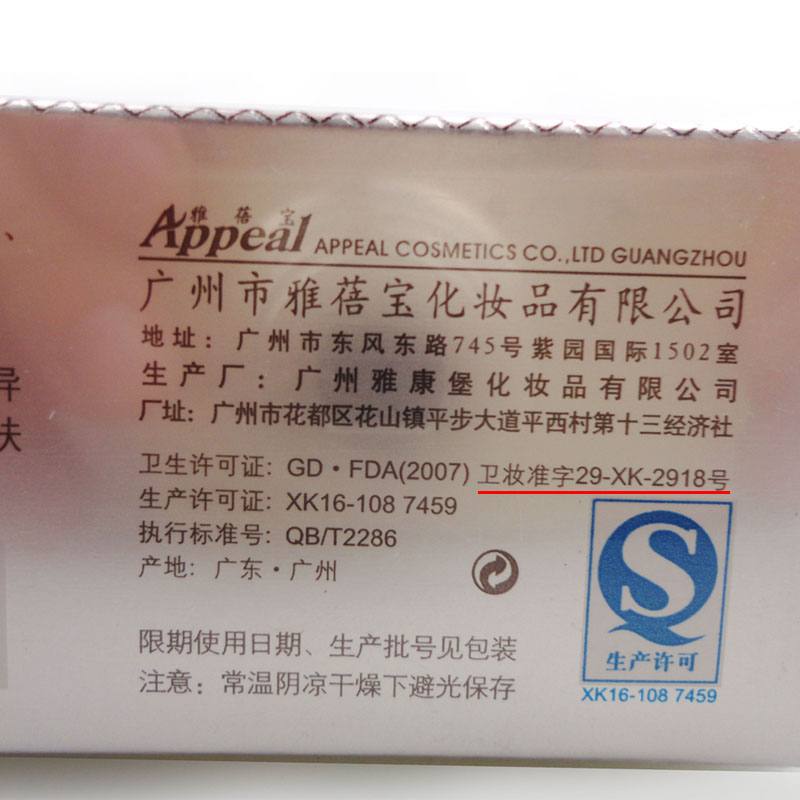 雅蓓宝
Appeal APPEAL COSMETICS CO.,LTD GUANGZHOU
广州市雅蓓宝化妆品有限公司
地址：广州市东风东路745号紫园国际1502室
生产厂：广州雅康堡化妆品有限公司
厂址：广州市花都区花山镇平步大道平西村第十三经济社
卫生许可证：GD·FDA(2007)卫妆准字29-XK-2918号
生产许可证：XK16-108 7459
执行标准号：QB/T2286
产地：广东·广州
限期使用日期、生产批号见包装
注意：常温阴凉干燥下避光保存
生产许可
XK16-108 7459
、
异
夫